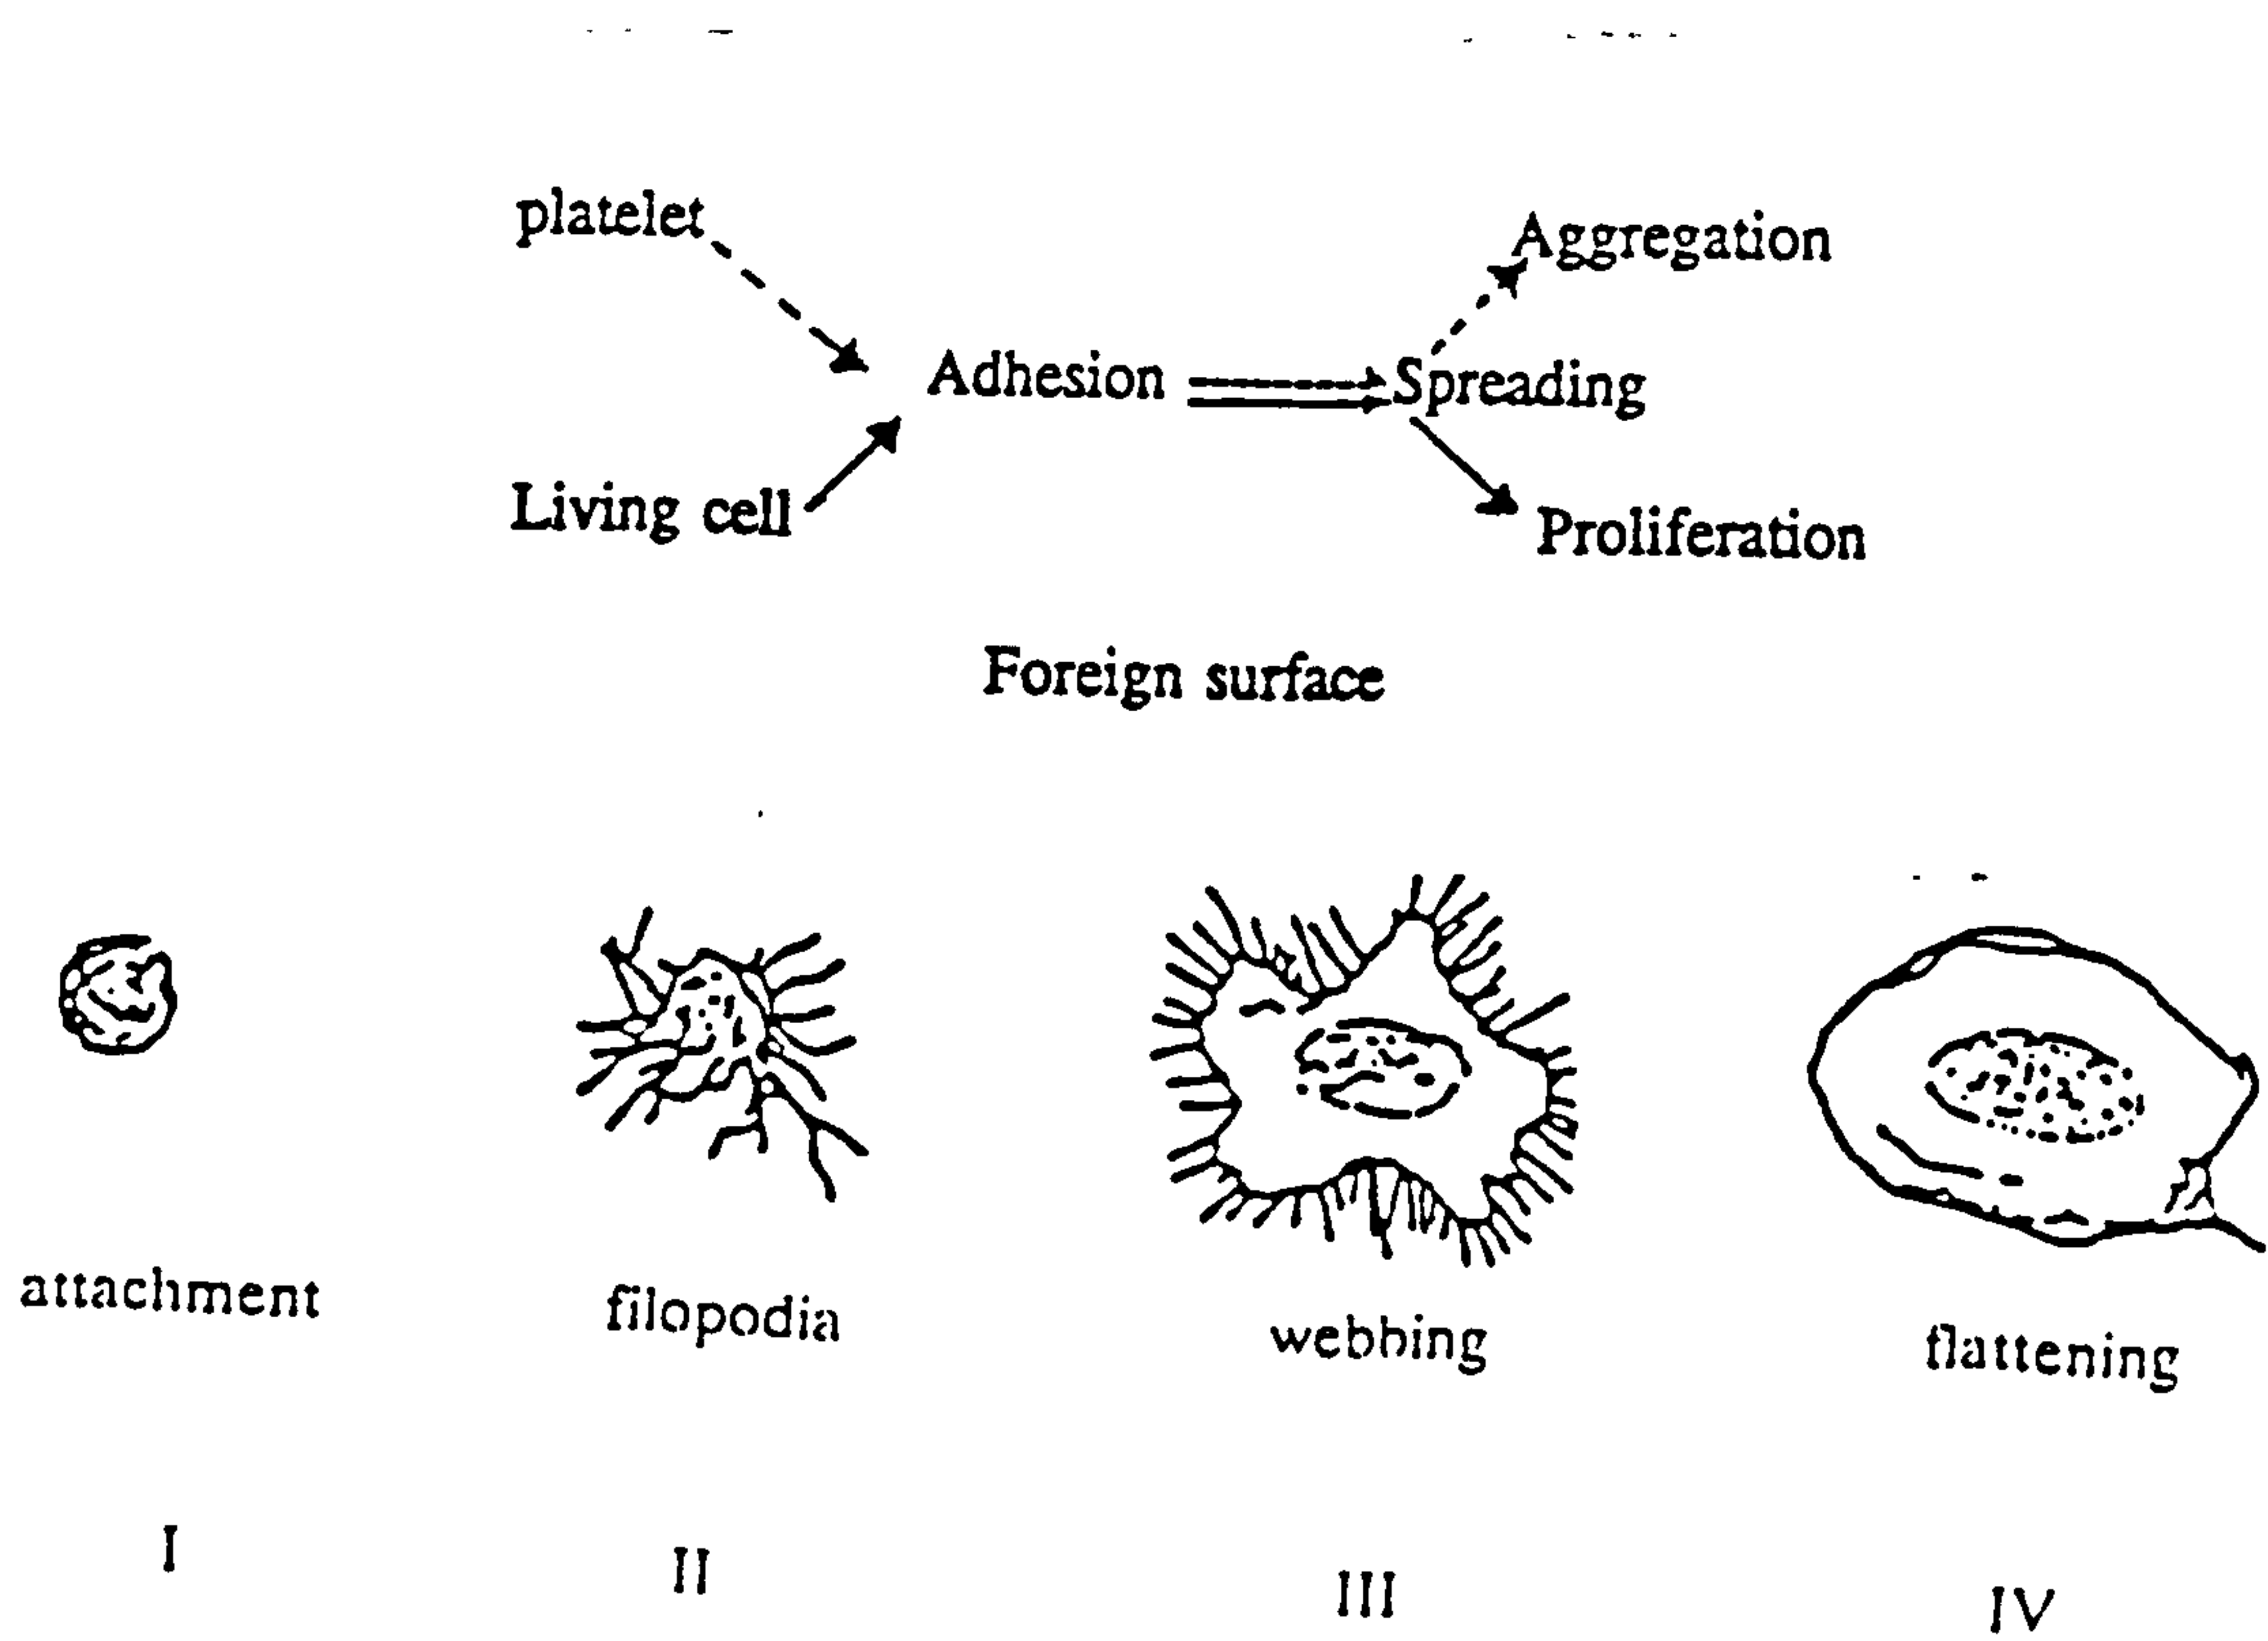 platelet
Aggregation
Adhesion
Spreading
Living cell
Proliferation
Foreign surface
attachment
filopodia
webbing
flattening
I
II
III
IV